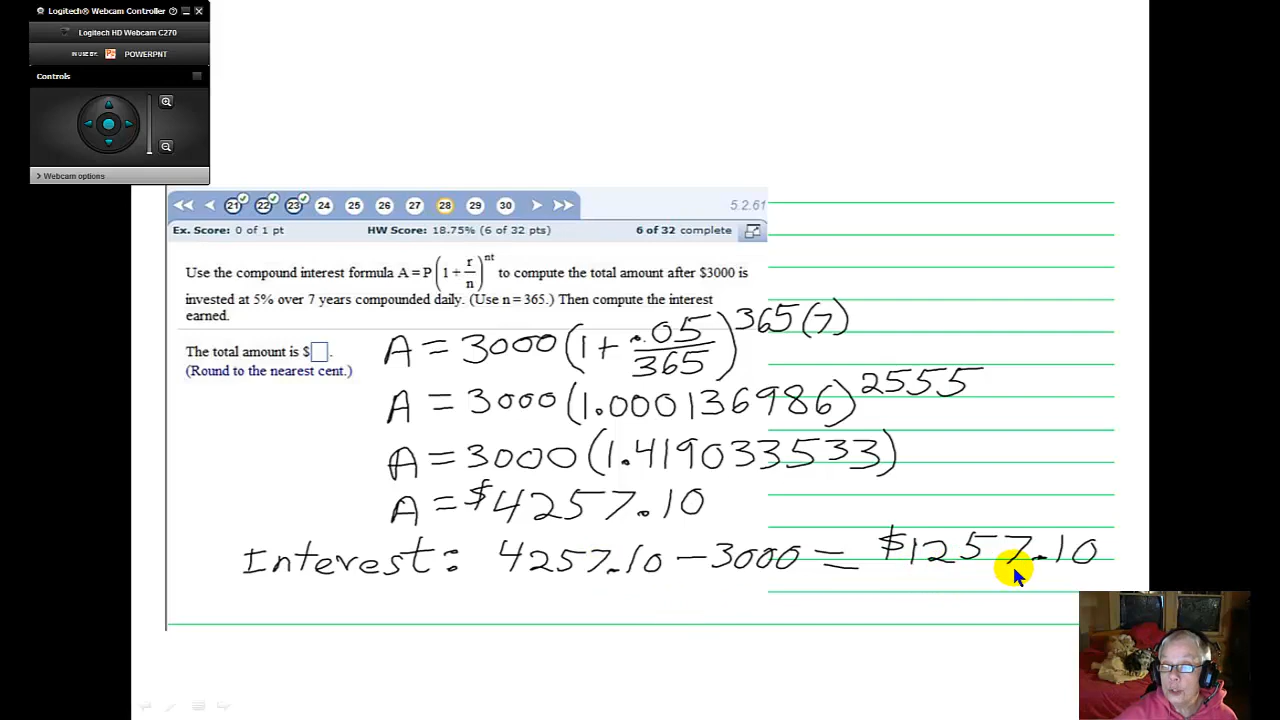 Logitech® Webcam Controller
Logitech HD Webcam C270
IN USE BY: POWERPNT
Controls
> Webcam options
21 22 23 24 25 26 27 28 29 30
5.2.61
Ex. Score: 0 of 1 pt HW Score: 18.75% (6 of 32 pts) 6 of 32 complete
Use the compound interest formula A = P(1 + r/n)^nt to compute the total amount after $3000 is
invested at 5% over 7 years compounded daily. (Use n = 365.) Then compute the interest
earned.
A = 3000(1 + .05/365)^365(7)
The total amount is $ .
(Round to the nearest cent.)
A = 3000(1.000136986)^2555
A = 3000(1.419033533)
A = $4257.10
Interest: 4257.10 − 3000 = $1257.10